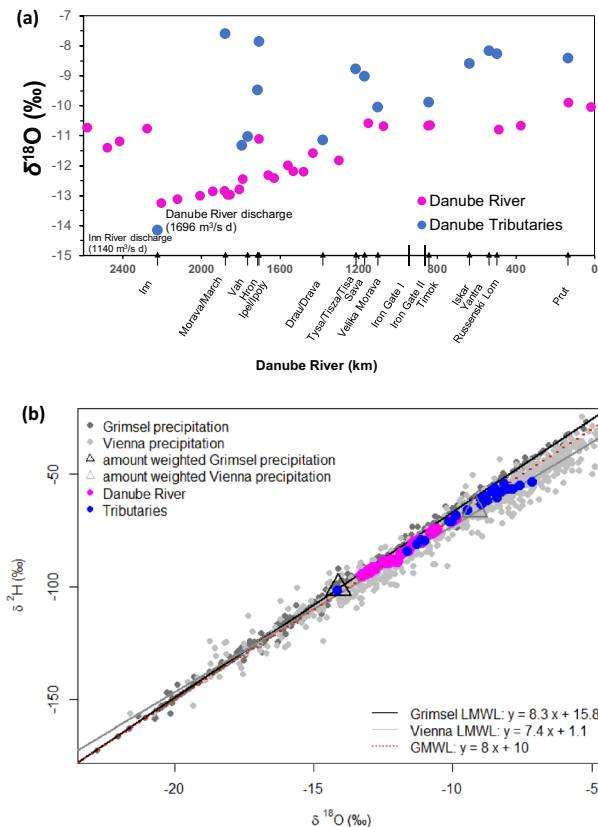 (a)
-7
-8
-9
-10
-11
-12
-13
-14
-15
δ18O (‰)
Danube River
Danube Tributaries
Danube River discharge
(1696 m³/s d)
Inn River discharge
(1140 m³/s d)
2400 2000 1600 1200 800 400 0
Inn
Morava/March
Vah
Hron
Ipel/Ipoly
Drau/Drava
Tysa/Tisza/Tisa
Sava
Velika Morava
Iron Gate I
Iron Gate II
Timok
Iskar
Yantra
Russenski Lom
Prut
Danube River (km)
(b)
Grimsel precipitation
Vienna precipitation
amount weighted Grimsel precipitation
amount weighted Vienna precipitation
Danube River
Tributaries
-50
-100
-150
δ 2H (‰)
Grimsel LMWL: y = 8.3 x + 15.8
Vienna LMWL: y = 7.4 x + 1.1
GMWL: y = 8 x + 10
-20 -15 -10 -5
δ 18O (‰)